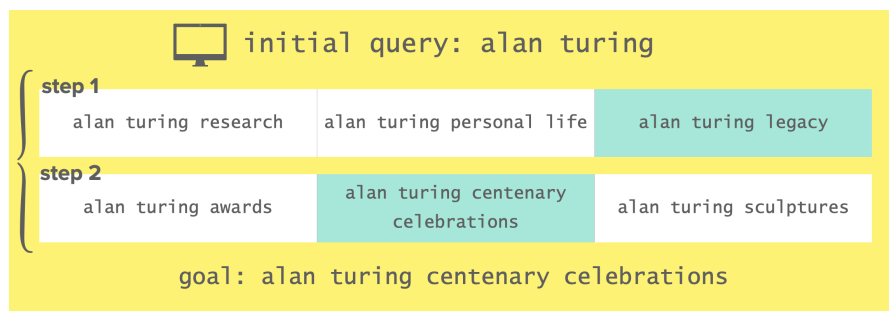 initial query: alan turing
step 1
alan turing research
alan turing personal life
alan turing legacy
step 2
alan turing awards
alan turing centenary
celebrations
alan turing sculptures
goal: alan turing centenary celebrations